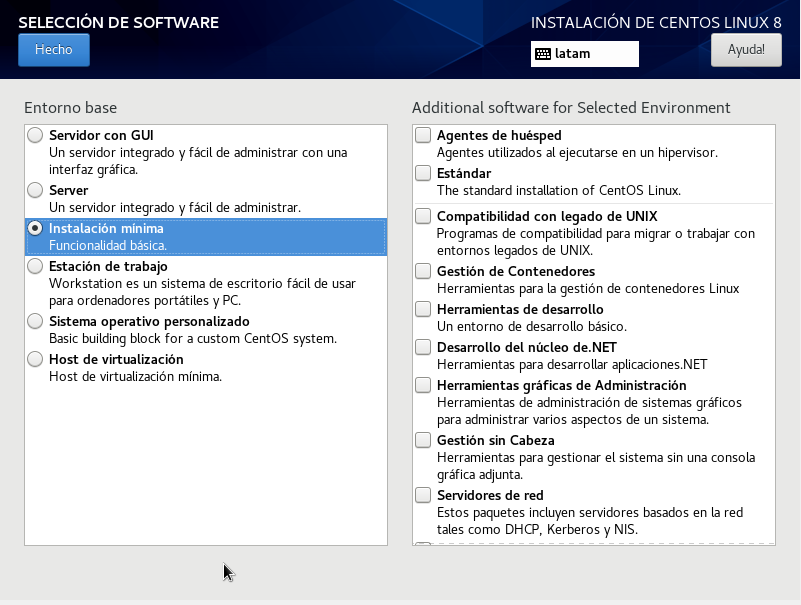 SELECCIÓN DE SOFTWARE
INSTALACIÓN DE CENTOS LINUX 8
Hecho
latam
Ayuda!
Entorno base
Servidor con GUI
Un servidor integrado y fácil de administrar con una
interfaz gráfica.
Server
Un servidor integrado y fácil de administrar.
Instalación mínima
Funcionalidad básica.
Estación de trabajo
Workstation es un sistema de escritorio fácil de usar
para ordenadores portátiles y PC.
Sistema operativo personalizado
Basic building block for a custom CentOS system.
Host de virtualización
Host de virtualización mínima.
Additional software for Selected Environment
Agentes de huésped
Agentes utilizados al ejecutarse en un hipervisor.
Estándar
The standard installation of CentOS Linux.
Compatibilidad con legado de UNIX
Programas de compatibilidad para migrar o trabajar con
entornos legados de UNIX.
Gestión de Contenedores
Herramientas para la gestión de contenedores Linux
Herramientas de desarrollo
Un entorno de desarrollo básico.
Desarrollo del núcleo de.NET
Herramientas para desarrollar aplicaciones.NET
Herramientas gráficas de Administración
Herramientas de administración de sistemas gráficos
para administrar varios aspectos de un sistema.
Gestión sin Cabeza
Herramientas para gestionar el sistema sin una consola
gráfica adjunta.
Servidores de red
Estos paquetes incluyen servidores basados en la red
tales como DHCP, Kerberos y NIS.